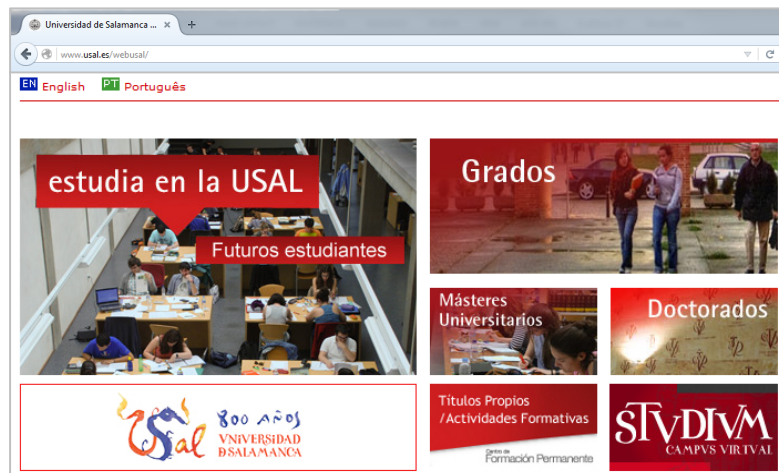 Universidad de Salamanca ...
www.usal.es/webusal/
EN English PT Português
estudia en la USAL
Futuros estudiantes
Grados
Másteres
Universitarios
Doctorados
Usal
800 AÑOS
VNIVERSIDAD
D SALAMANCA
Títulos Propios
/Actividades Formativas
Centro de
Formación Permanente
STVDIVM
CAMPVS VIRTVAL